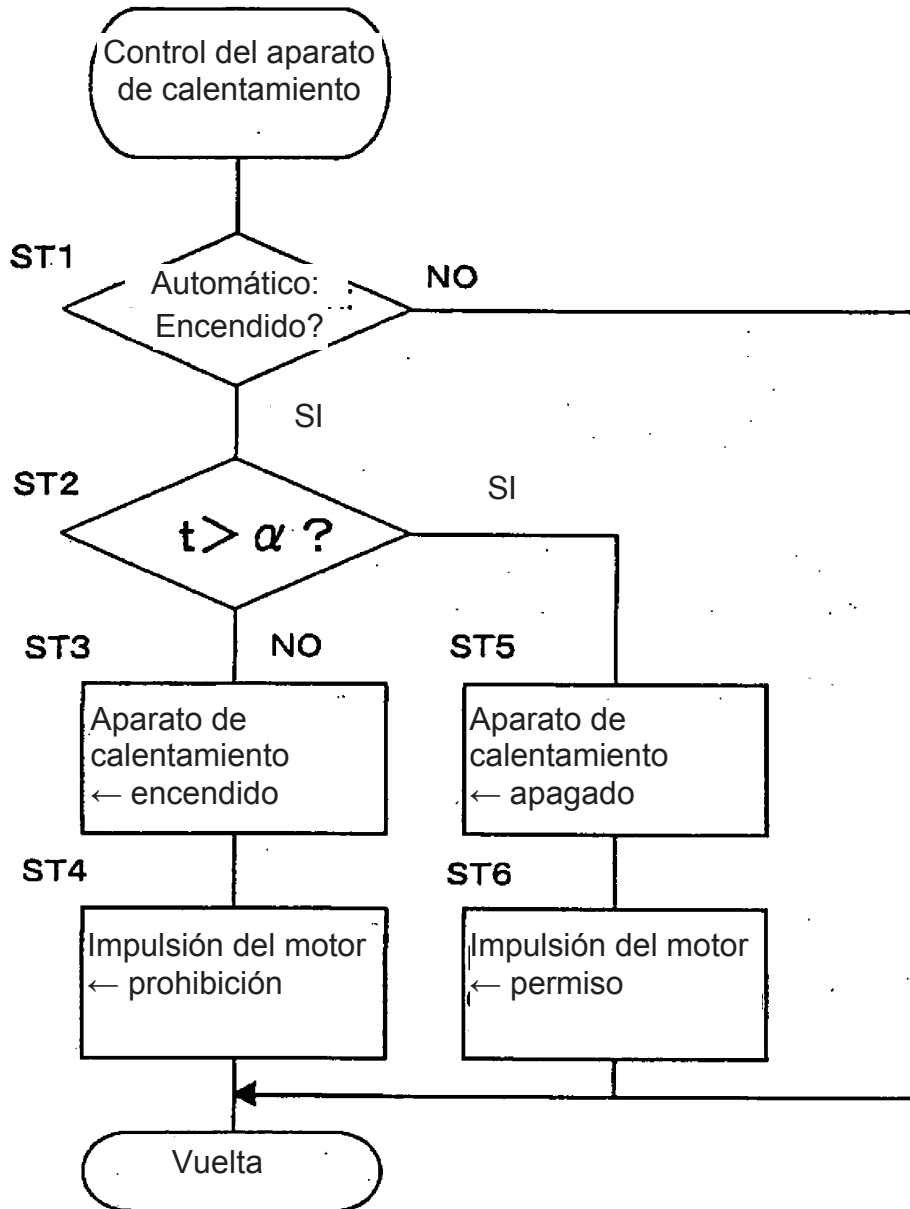 Control del aparato
de calentamiento
ST1
Automático:
Encendido?
NO
SI
ST2
t > α ?
SI
ST3
NO
Aparato de
calentamiento
← encendido
ST5
Aparato de
calentamiento
← apagado
ST4
Impulsión del motor
← prohibición
ST6
Impulsión del motor
← permiso
Vuelta